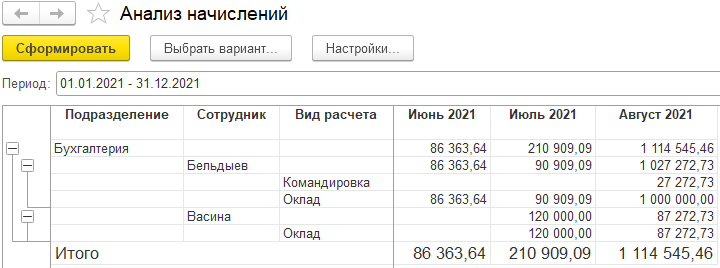 Анализ начислений
Сформировать Выбрать вариант... Настройки...
Период: 01.01.2021 - 31.12.2021
Подразделение Сотрудник Вид расчета Июнь 2021 Июль 2021 Август 2021
Бухгалтерия 86 363,64 210 909,09 1 114 545,46
Бельдыев 86 363,64 90 909,09 1 027 272,73
Командировка 27 272,73
Оклад 86 363,64 90 909,09 1 000 000,00
Васина 120 000,00 87 272,73
Оклад 120 000,00 87 272,73
Итого 86 363,64 210 909,09 1 114 545,46